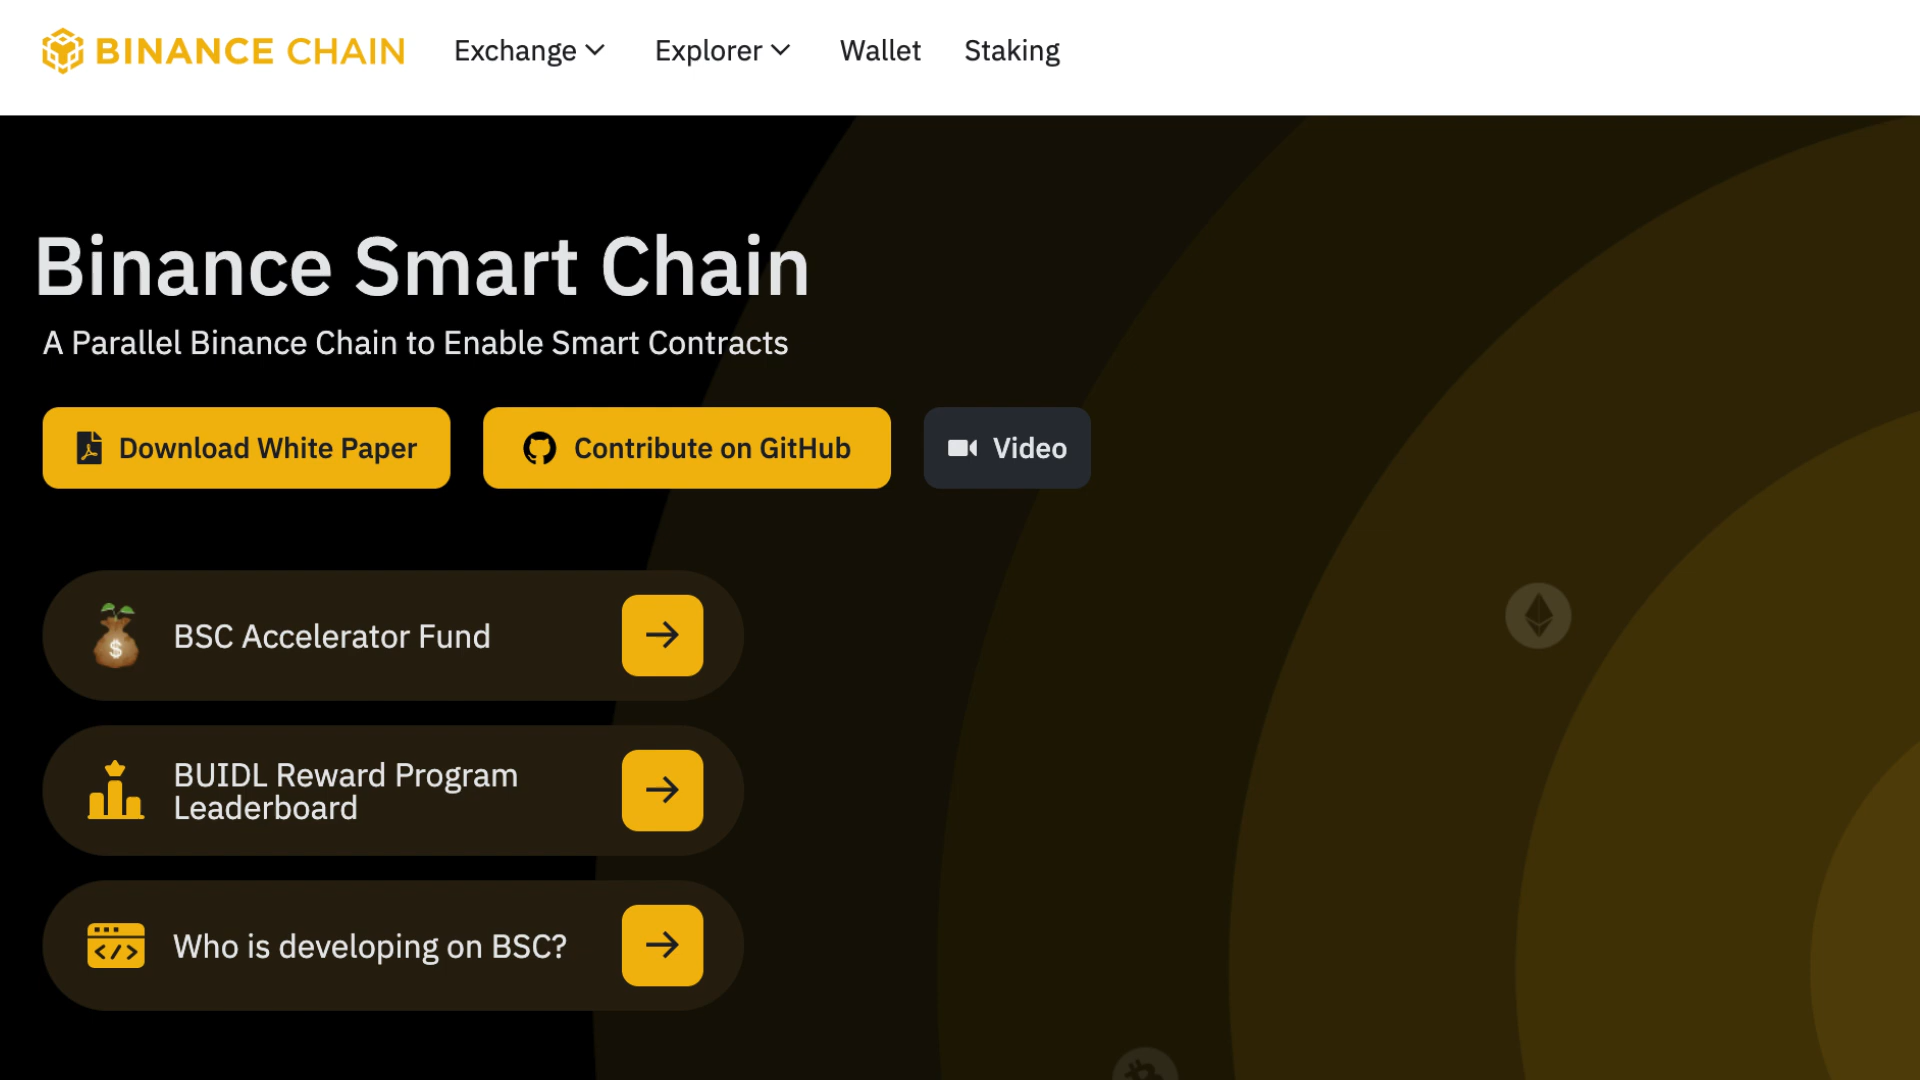 BINANCE CHAIN Exchange Explorer Wallet Staking
Binance Smart Chain
A Parallel Binance Chain to Enable Smart Contracts
Download White Paper Contribute on GitHub Video
$ BSC Accelerator Fund
BUIDL Reward Program
Leaderboard
</> Who is developing on BSC?